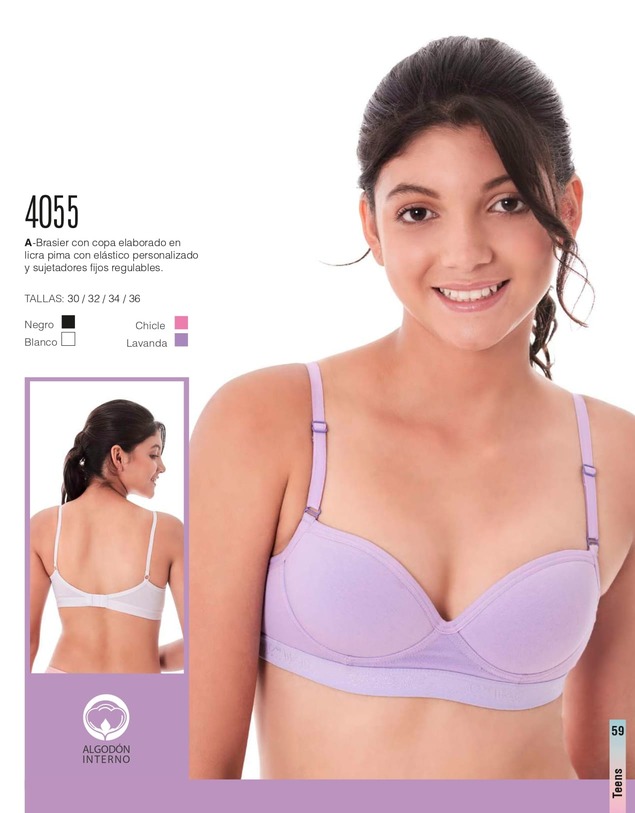 4055
A-Brasier con copa elaborado en
licra pima con elástico personalizado
y sujetadores fijos regulables.
TALLAS: 30 / 32 / 34 / 36
Negro
Chicle
Blanco
Lavanda
ALGODÓN
INTERNO
59
Teens